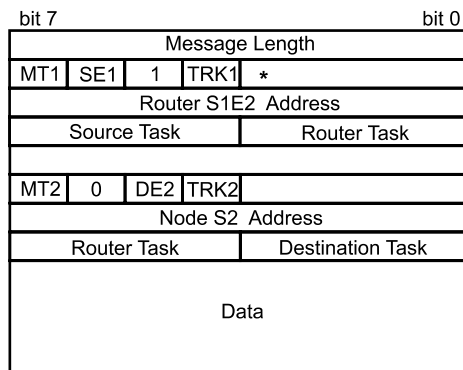 bit 7 bit 0
Message Length
MT1 SE1 1 TRK1 *
Router S1E2 Address
Source Task Router Task
MT2 0 DE2 TRK2
Node S2 Address
Router Task Destination Task
Data